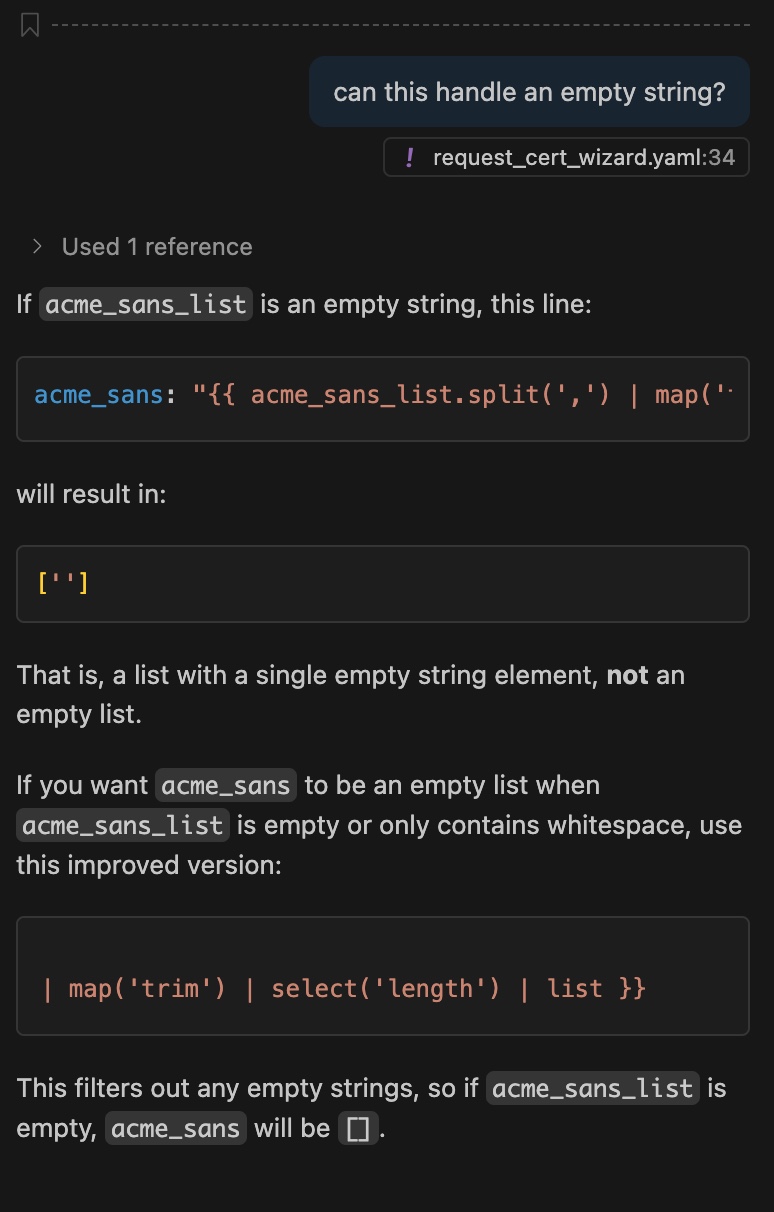 can this handle an empty string?
! request_cert_wizard.yaml:34
> Used 1 reference
If acme_sans_list is an empty string, this line:
acme_sans: "{{ acme_sans_list.split(',') | map('
will result in:
['']
That is, a list with a single empty string element, not an
empty list.
If you want acme_sans to be an empty list when
acme_sans_list is empty or only contains whitespace, use
this improved version:
| map('trim') | select('length') | list }}
This filters out any empty strings, so if acme_sans_list is
empty, acme_sans will be [].